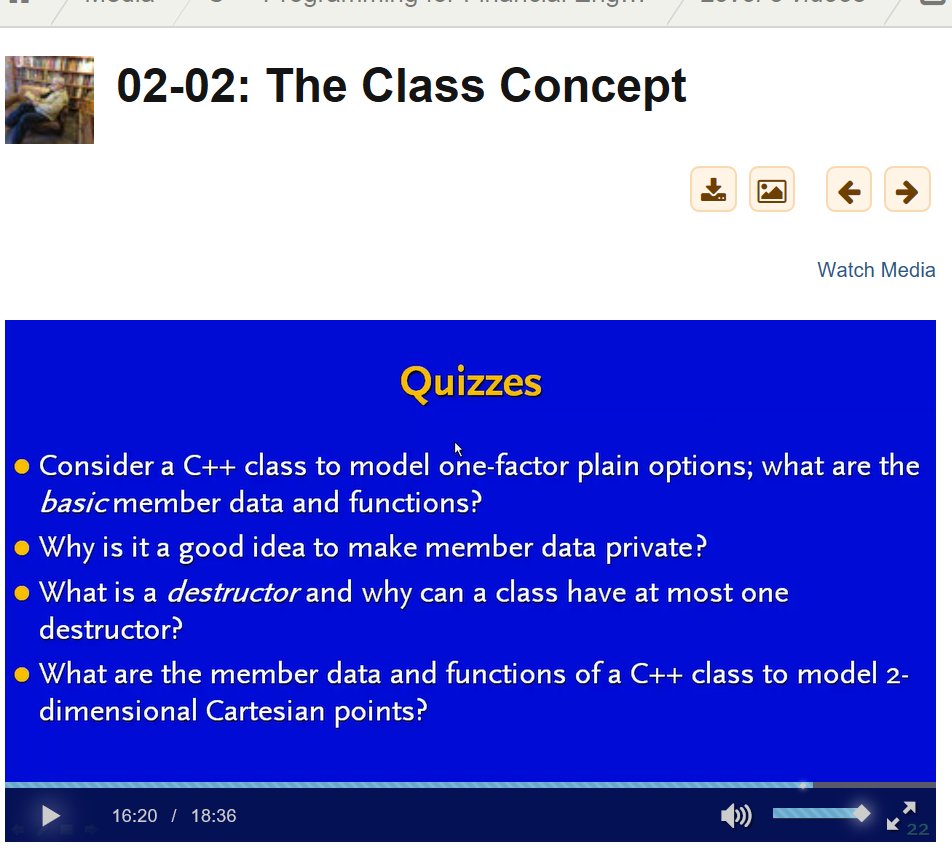 02-02: The Class Concept
Watch Media
Quizzes
Consider a C++ class to model one-factor plain options; what are the
basic member data and functions?
Why is it a good idea to make member data private?
What is a destructor and why can a class have at most one
destructor?
What are the member data and functions of a C++ class to model 2-
dimensional Cartesian points?
16:20 / 18:36
22